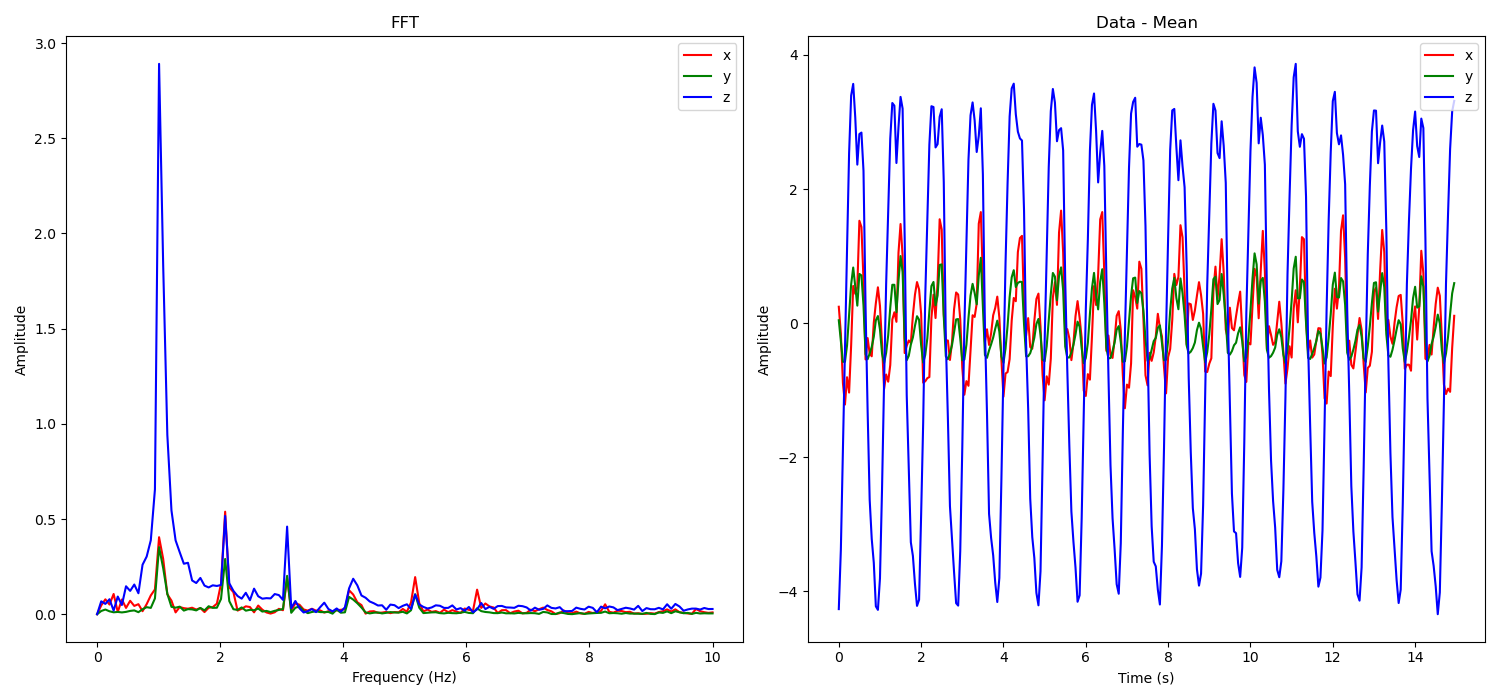 FFT
Amplitude
3.0
2.5
2.0
1.5
1.0
0.5
0.0
0 2 4 6 8 10
Frequency (Hz)
x
y
z
Data - Mean
Amplitude
4
2
0
−2
−4
0 2 4 6 8 10 12 14
Time (s)
x
y
z